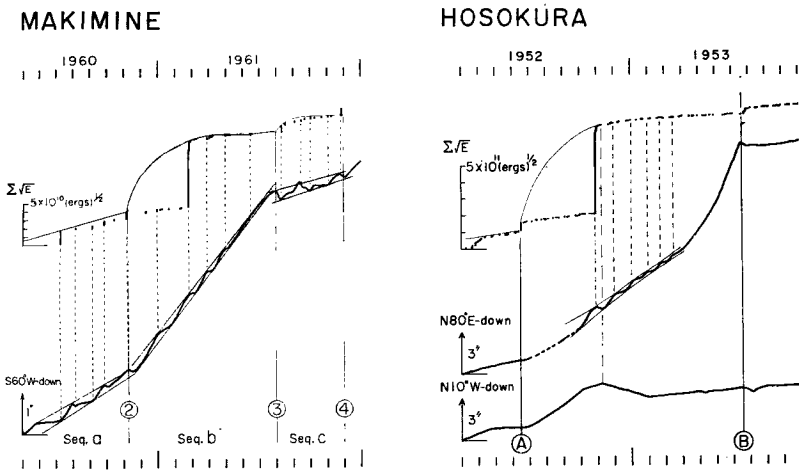 MAKIMINE
1960 1961
Σ√E
5×10¹⁰(ergs)^1/2
S60°W-down
1"
② ③ ④
Seq. a Seq. b Seq. c
HOSOKURA
1952 1953
Σ√E
5×10¹¹(ergs)^1/2
N80°E-down
3"
N10°W-down
3"
Ⓐ Ⓑ